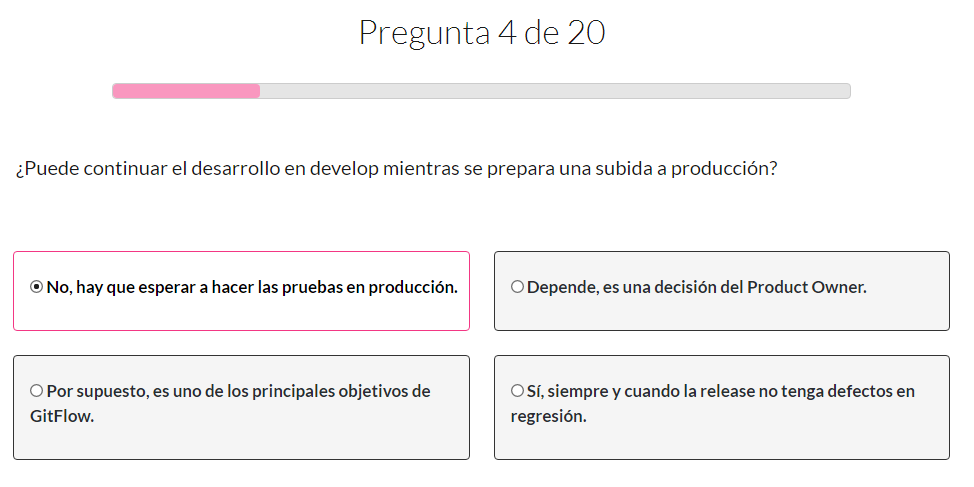 Pregunta 4 de 20
¿Puede continuar el desarrollo en develop mientras se prepara una subida a producción?
No, hay que esperar a hacer las pruebas en producción.
Depende, es una decisión del Product Owner.
Por supuesto, es uno de los principales objetivos de
GitFlow.
Sí, siempre y cuando la release no tenga defectos en
regresión.